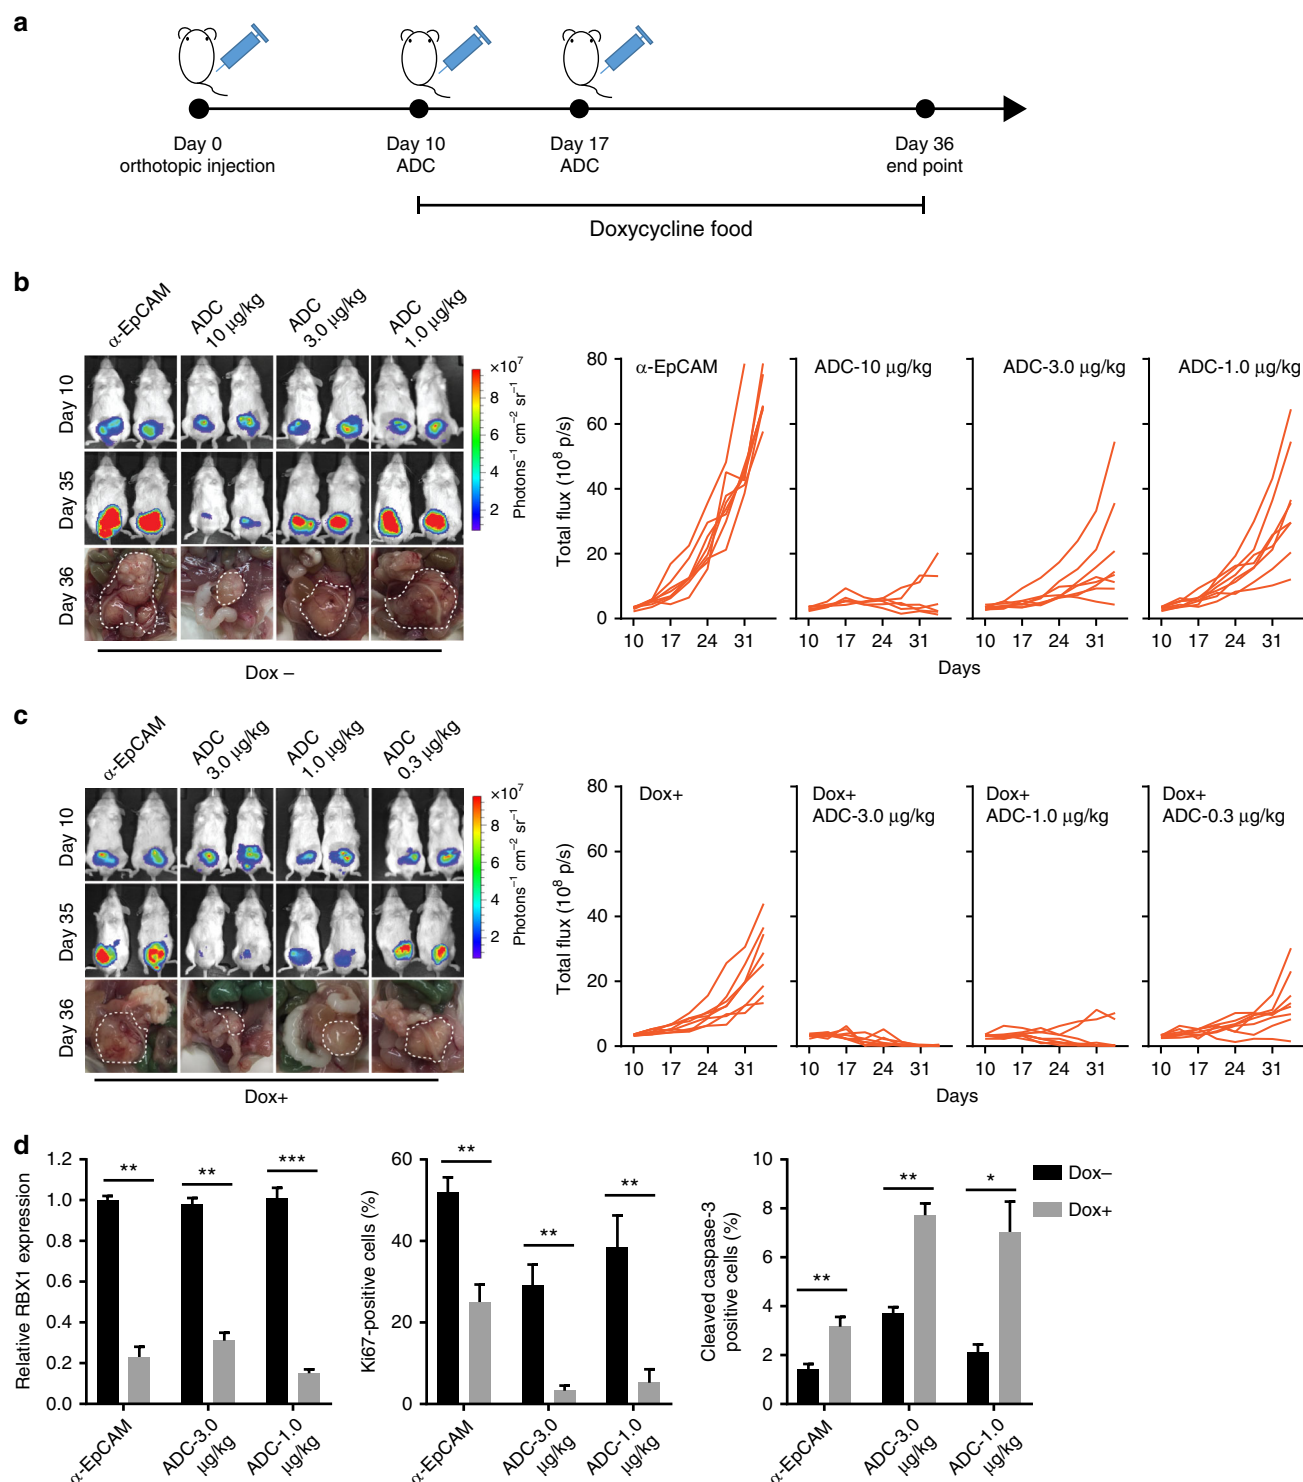 a
Day 0
orthotopic injection
Day 10
ADC
Day 17
ADC
Day 36
end point
Doxycycline food
b
α-EpCAM
ADC
10 μg/kg
ADC
3.0 μg/kg
ADC
1.0 μg/kg
Day 10
Day 35
Day 36
×10⁷
8
6
4
2
Photons⁻¹ cm⁻² sr⁻¹
Dox –
80
60
40
20
0
Total flux (10⁸ p/s)
α-EpCAM
ADC-10 μg/kg
ADC-3.0 μg/kg
ADC-1.0 μg/kg
10 17 24 31
10 17 24 31
10 17 24 31
10 17 24 31
Days
c
α-EpCAM
ADC
3.0 μg/kg
ADC
1.0 μg/kg
ADC
0.3 μg/kg
Day 10
Day 35
Day 36
×10⁷
8
6
4
2
Photons⁻¹ cm⁻² sr⁻¹
Dox+
80
60
40
20
0
Total flux (10⁸ p/s)
Dox+
Dox+
ADC-3.0 μg/kg
Dox+
ADC-1.0 μg/kg
Dox+
ADC-0.3 μg/kg
10 17 24 31
10 17 24 31
10 17 24 31
10 17 24 31
Days
d
Relative RBX1 expression
1.2
1.0
0.8
0.6
0.4
0.2
0.0
**
**
***
α-EpCAM
ADC-3.0
μg/kg
ADC-1.0
μg/kg
Ki67-positive cells (%)
60
40
20
0
**
**
**
α-EpCAM
ADC-3.0
μg/kg
ADC-1.0
μg/kg
Cleaved caspase-3
positive cells (%)
10
8
6
4
2
0
**
**
*
α-EpCAM
ADC-3.0
μg/kg
ADC-1.0
μg/kg
Dox–
Dox+